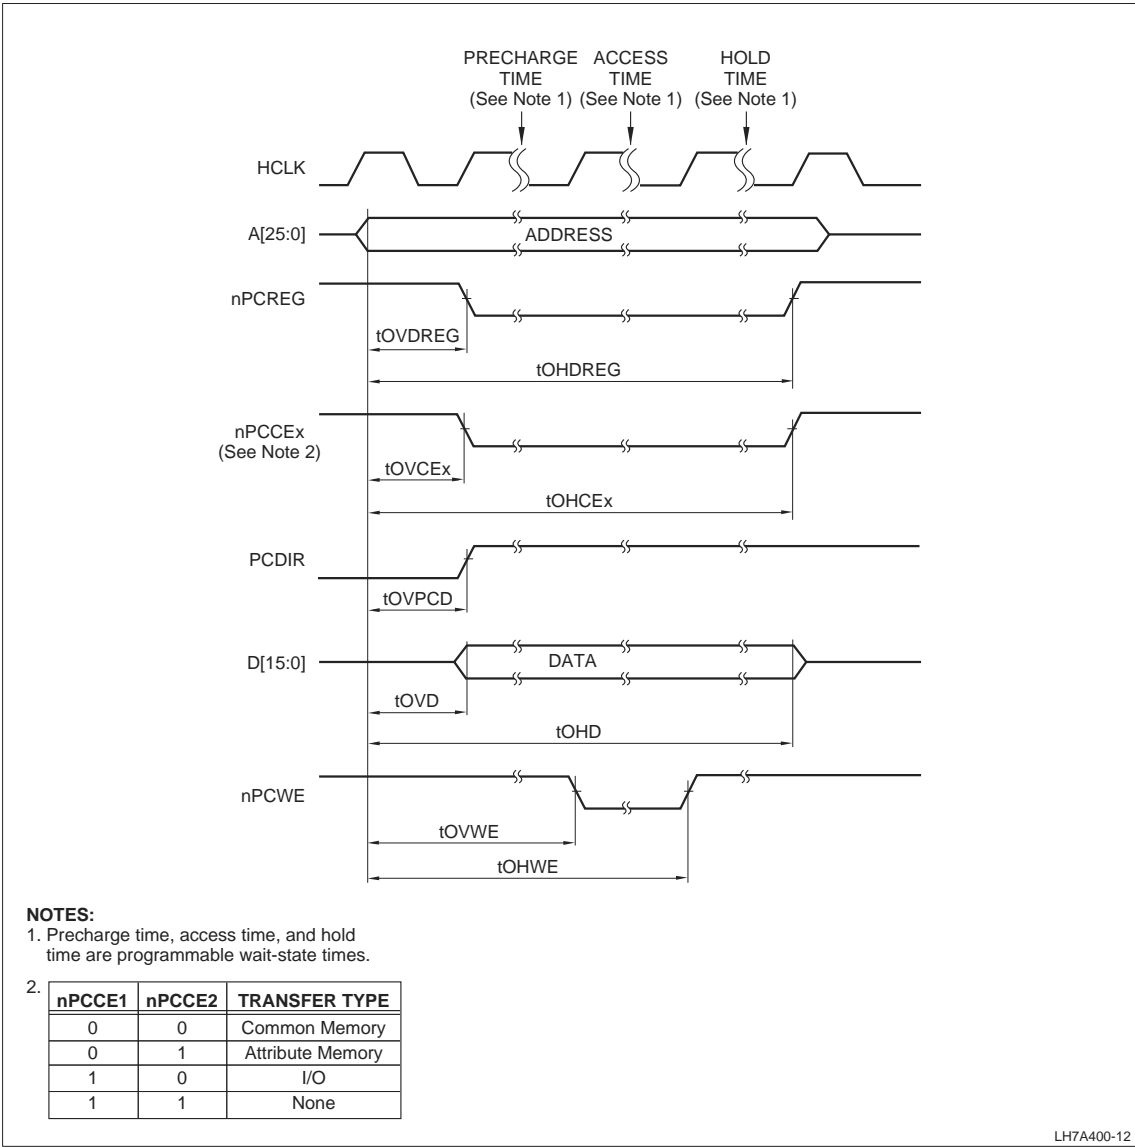 PRECHARGE TIME (See Note 1)
ACCESS TIME (See Note 1)
HOLD TIME (See Note 1)
HCLK
A[25:0]
ADDRESS
nPCREG
tOVDREG
tOHDREG
nPCCEx
(See Note 2)
tOVCEx
tOHCEx
PCDIR
tOVPCD
D[15:0]
DATA
tOVD
tOHD
nPCWE
tOVWE
tOHWE
NOTES:
1. Precharge time, access time, and hold
time are programmable wait-state times.
2.
nPCCE1 nPCCE2 TRANSFER TYPE
0 0 Common Memory
0 1 Attribute Memory
1 0 I/O
1 1 None
LH7A400-12